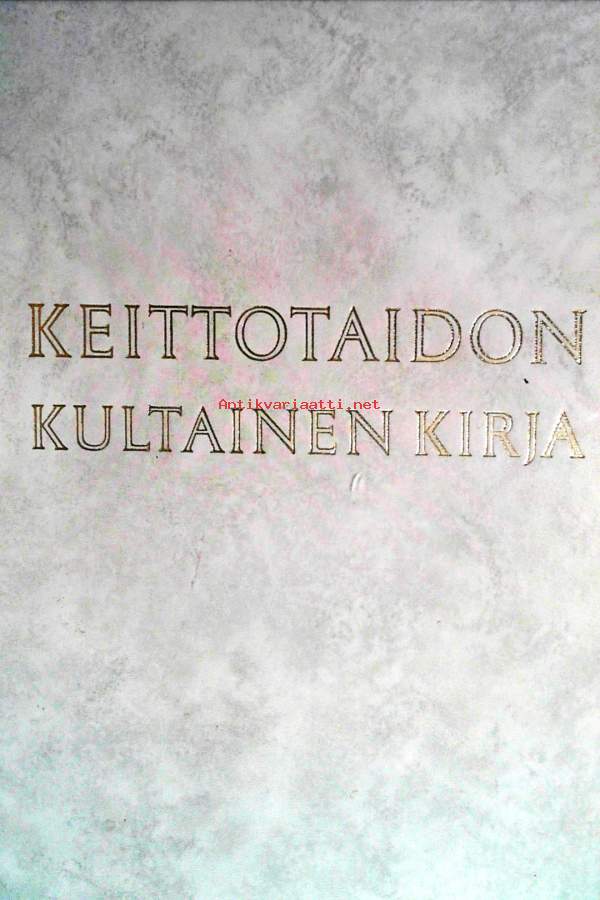 KEITTOTAIDON
Antikvariaatti.net
KULTAINEN KIRJA